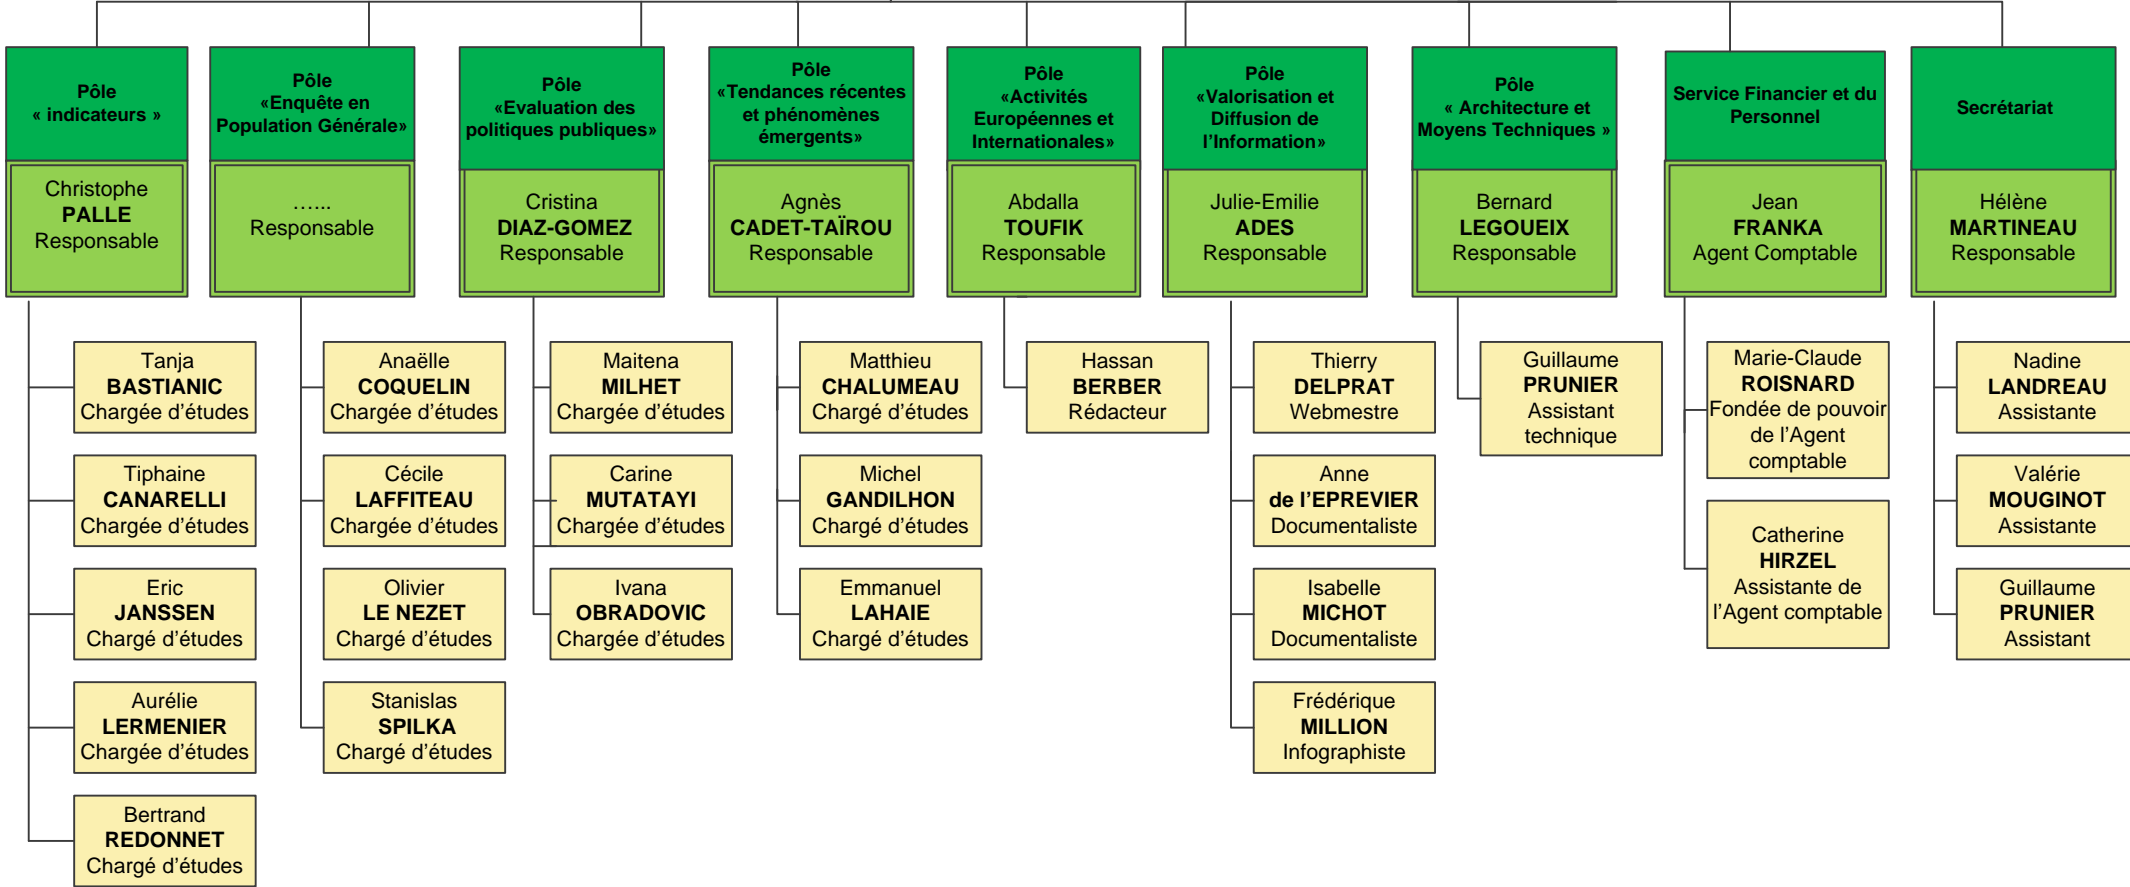 Pôle
« indicateurs »
Christophe
PALLE
Responsable
Tanja
BASTIANIC
Chargée d’études
Tiphaine
CANARELLI
Chargée d’études
Eric
JANSSEN
Chargé d’études
Aurélie
LERMENIER
Chargée d’études
Bertrand
REDONNET
Chargé d’études
Pôle
«Enquête en
Population Générale»
…...
Responsable
Anaëlle
COQUELIN
Chargée d’études
Cécile
LAFFITEAU
Chargée d’études
Olivier
LE NEZET
Chargé d’études
Stanislas
SPILKA
Chargé d’études
Pôle
«Evaluation des
politiques publiques»
Cristina
DIAZ-GOMEZ
Responsable
Maitena
MILHET
Chargée d’études
Carine
MUTATAYI
Chargée d’études
Ivana
OBRADOVIC
Chargée d’études
Pôle
«Tendances récentes
et phénomènes
émergents»
Agnès
CADET-TAÏROU
Responsable
Matthieu
CHALUMEAU
Chargé d’études
Michel
GANDILHON
Chargé d’études
Emmanuel
LAHAIE
Chargé d’études
Pôle
«Activités
Européennes et
Internationales»
Abdalla
TOUFIK
Responsable
Hassan
BERBER
Rédacteur
Pôle
«Valorisation et
Diffusion de
l’Information»
Julie-Emilie
ADES
Responsable
Thierry
DELPRAT
Webmestre
Anne
de l’EPREVIER
Documentaliste
Isabelle
MICHOT
Documentaliste
Frédérique
MILLION
Infographiste
Pôle
« Architecture et
Moyens Techniques »
Bernard
LEGOUEIX
Responsable
Guillaume
PRUNIER
Assistant
technique
Service Financier et du
Personnel
Jean
FRANKA
Agent Comptable
Marie-Claude
ROISNARD
Fondée de pouvoir
de l’Agent
comptable
Catherine
HIRZEL
Assistante de
l’Agent comptable
Secrétariat
Hélène
MARTINEAU
Responsable
Nadine
LANDREAU
Assistante
Valérie
MOUGINOT
Assistante
Guillaume
PRUNIER
Assistant